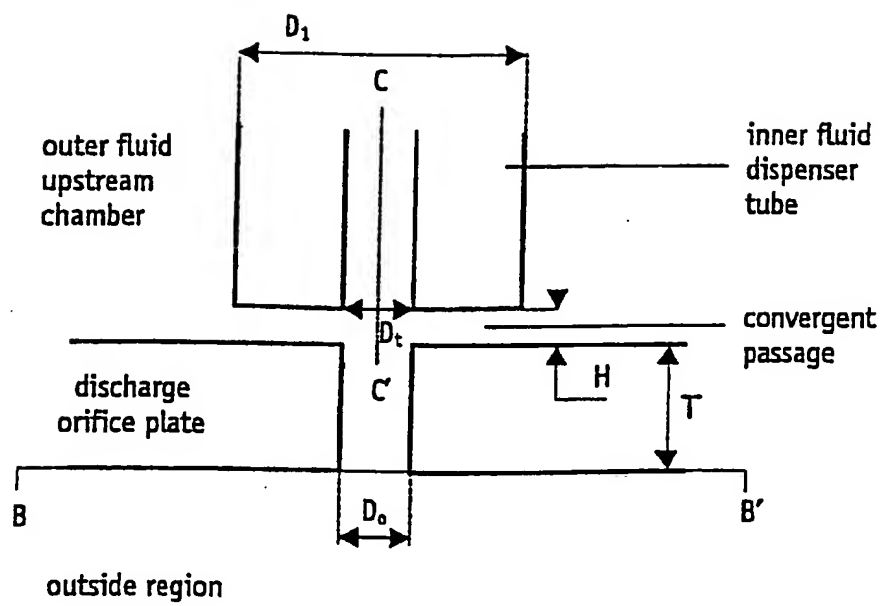 D₁
C
outer fluid
upstream
chamber
inner fluid
dispenser
tube
Dₜ
convergent
passage
C′
H
T
discharge
orifice plate
B
B′
Dₒ
outside region